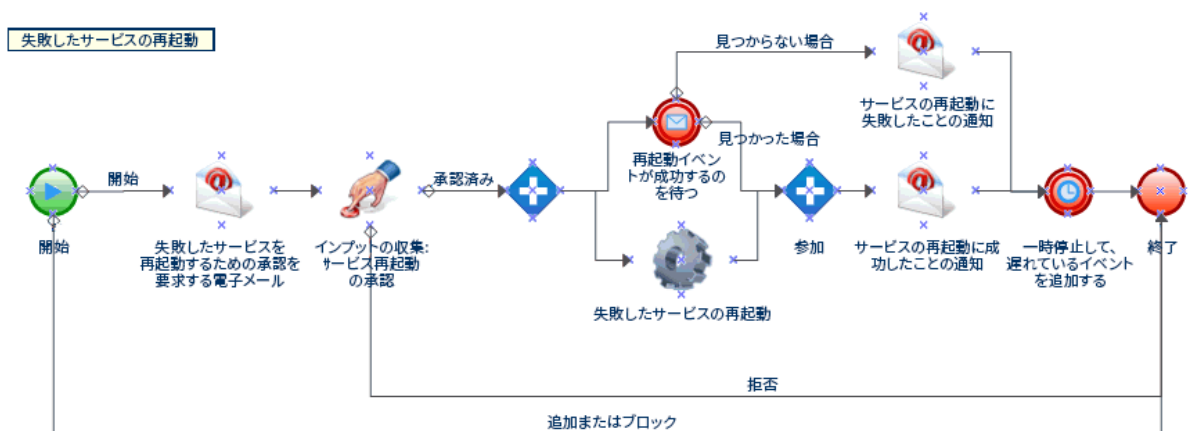 失敗したサービスの再起動
見つからない場合
サービスの再起動に
失敗したことの通知
見つかった場合
再起動イベン
トが成功するの
を待つ
開始
承認済み
開始
失敗したサービスを
再起動するための承認を
要求する電子メール
インプットの収集:
サービス再起動
の承認
参加
サービスの再起動に成
功したことの通知
一時停止して、
遅れているイベント
を追加する
終了
失敗したサービスの再起動
拒否
追加またはブロック